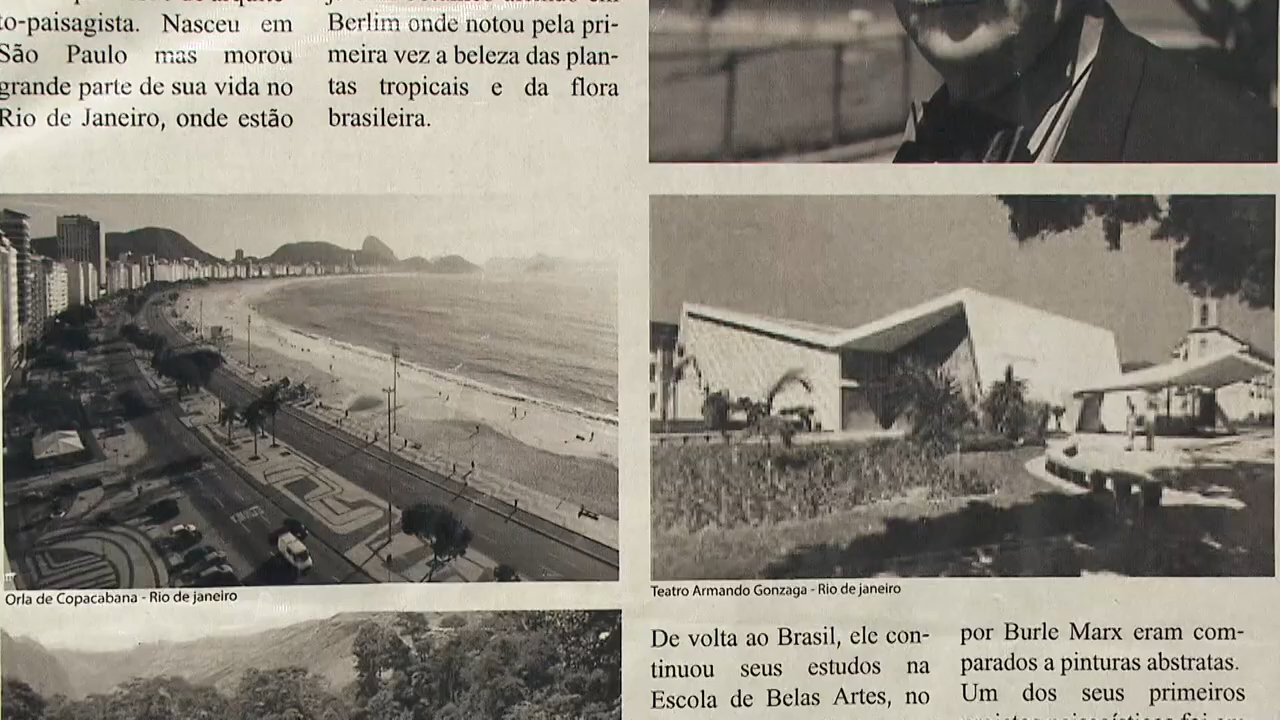 to-paisagista. Nasceu em
São Paulo mas morou
grande parte de sua vida no
Rio de Janeiro, onde estão
Berlim onde notou pela pri-
meira vez a beleza das plan-
tas tropicais e da flora
brasileira.
Orla de Copacabana - Rio de janeiro
Teatro Armando Gonzaga - Rio de janeiro
De volta ao Brasil, ele con-
tinuou seus estudos na
Escola de Belas Artes, no
por Burle Marx eram com-
parados a pinturas abstratas.
Um dos seus primeiros